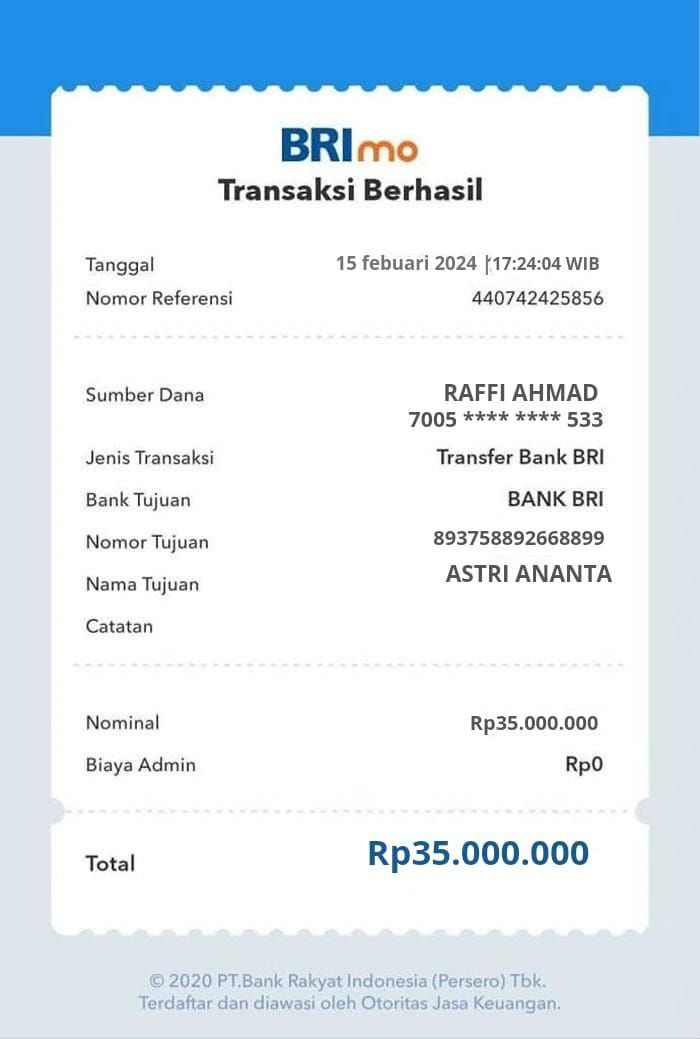 BRImo
Transaksi Berhasil
Tanggal 15 febuari 2024 | 17:24:04 WIB
Nomor Referensi 440742425856
Sumber Dana RAFFI AHMAD
7005 **** **** 533
Jenis Transaksi Transfer Bank BRI
Bank Tujuan BANK BRI
Nomor Tujuan 893758892668899
Nama Tujuan ASTRI ANANTA
Catatan
Nominal Rp35.000.000
Biaya Admin Rp0
Total Rp35.000.000
© 2020 PT.Bank Rakyat Indonesia (Persero) Tbk.
Terdaftar dan diawasi oleh Otoritas Jasa Keuangan.